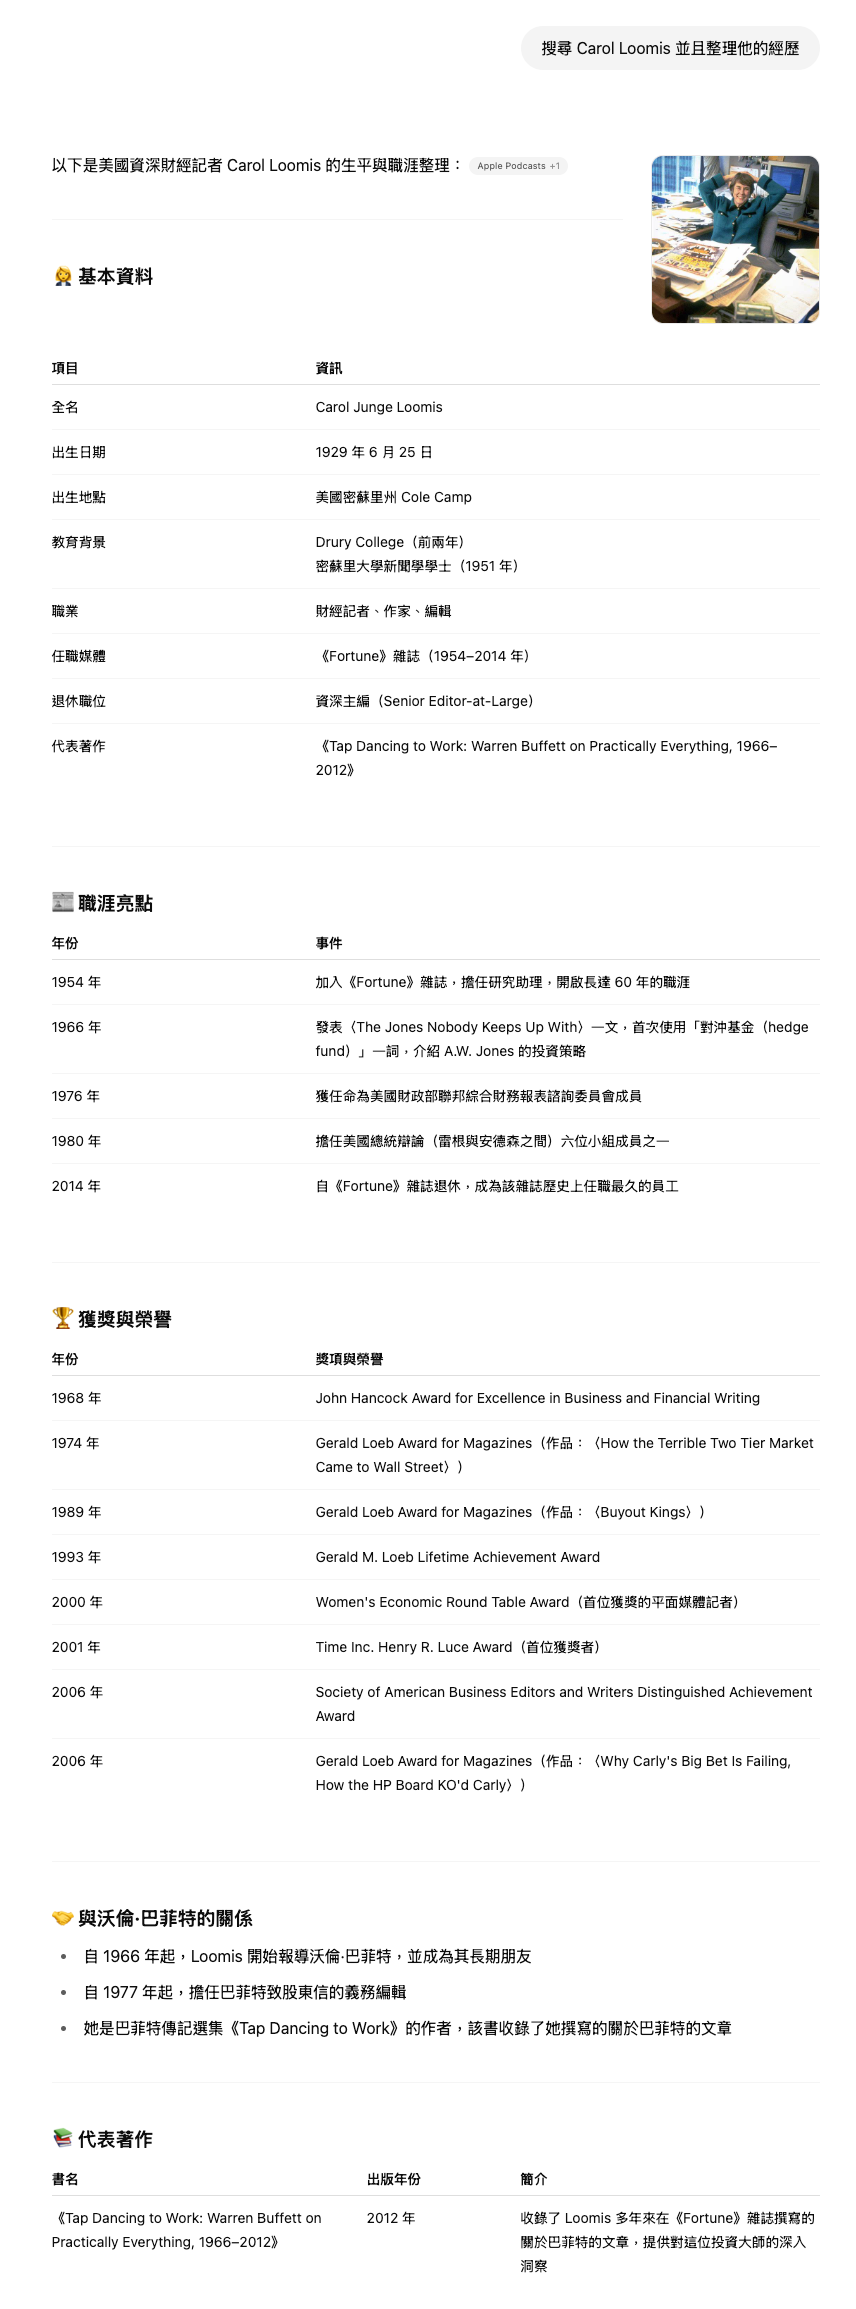 搜尋 Carol Loomis 並且整理他的經歷
以下是美國資深財經記者 Carol Loomis 的生平與職涯整理： Apple Podcasts +1
基本資料
項目 資訊
全名 Carol Junge Loomis
出生日期 1929 年 6 月 25 日
出生地點 美國密蘇里州 Cole Camp
教育背景 Drury College（前兩年）
密蘇里大學新聞學學士（1951 年）
職業 財經記者、作家、編輯
任職媒體 《Fortune》雜誌（1954–2014 年）
退休職位 資深主編（Senior Editor-at-Large）
代表著作 《Tap Dancing to Work: Warren Buffett on Practically Everything, 1966–
2012》
職涯亮點
年份 事件
1954 年 加入《Fortune》雜誌，擔任研究助理，開啟長達 60 年的職涯
1966 年 發表〈The Jones Nobody Keeps Up With〉一文，首次使用「對沖基金（hedge
fund）」一詞，介紹 A.W. Jones 的投資策略
1976 年 獲任命為美國財政部聯邦綜合財務報表諮詢委員會成員
1980 年 擔任美國總統辯論（雷根與安德森之間）六位小組成員之一
2014 年 自《Fortune》雜誌退休，成為該雜誌歷史上任職最久的員工
獲獎與榮譽
年份 獎項與榮譽
1968 年 John Hancock Award for Excellence in Business and Financial Writing
1974 年 Gerald Loeb Award for Magazines（作品：〈How the Terrible Two Tier Market
Came to Wall Street〉）
1989 年 Gerald Loeb Award for Magazines（作品：〈Buyout Kings〉）
1993 年 Gerald M. Loeb Lifetime Achievement Award
2000 年 Women's Economic Round Table Award（首位獲獎的平面媒體記者）
2001 年 Time Inc. Henry R. Luce Award（首位獲獎者）
2006 年 Society of American Business Editors and Writers Distinguished Achievement
Award
2006 年 Gerald Loeb Award for Magazines（作品：〈Why Carly's Big Bet Is Failing,
How the HP Board KO'd Carly〉）
與沃倫·巴菲特的關係
• 自 1966 年起，Loomis 開始報導沃倫·巴菲特，並成為其長期朋友
• 自 1977 年起，擔任巴菲特致股東信的義務編輯
• 她是巴菲特傳記選集《Tap Dancing to Work》的作者，該書收錄了她撰寫的關於巴菲特的文章
代表著作
書名 出版年份 簡介
《Tap Dancing to Work: Warren Buffett on 2012 年 收錄了 Loomis 多年來在《Fortune》雜誌撰寫的
Practically Everything, 1966–2012》 關於巴菲特的文章，提供對這位投資大師的深入
洞察